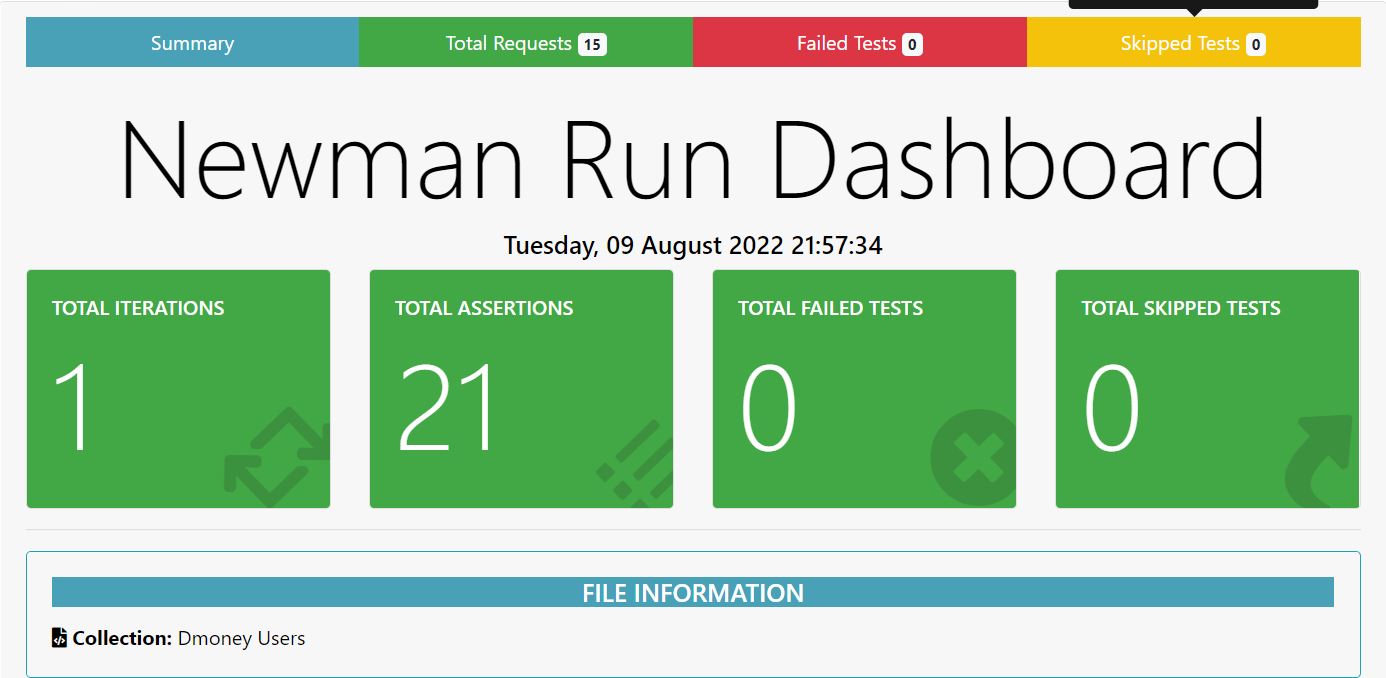 Summary
Total Requests 15
Failed Tests 0
Skipped Tests 0
Newman Run Dashboard
Tuesday, 09 August 2022 21:57:34
TOTAL ITERATIONS
1
TOTAL ASSERTIONS
21
TOTAL FAILED TESTS
0
TOTAL SKIPPED TESTS
0
FILE INFORMATION
Collection: Dmoney Users